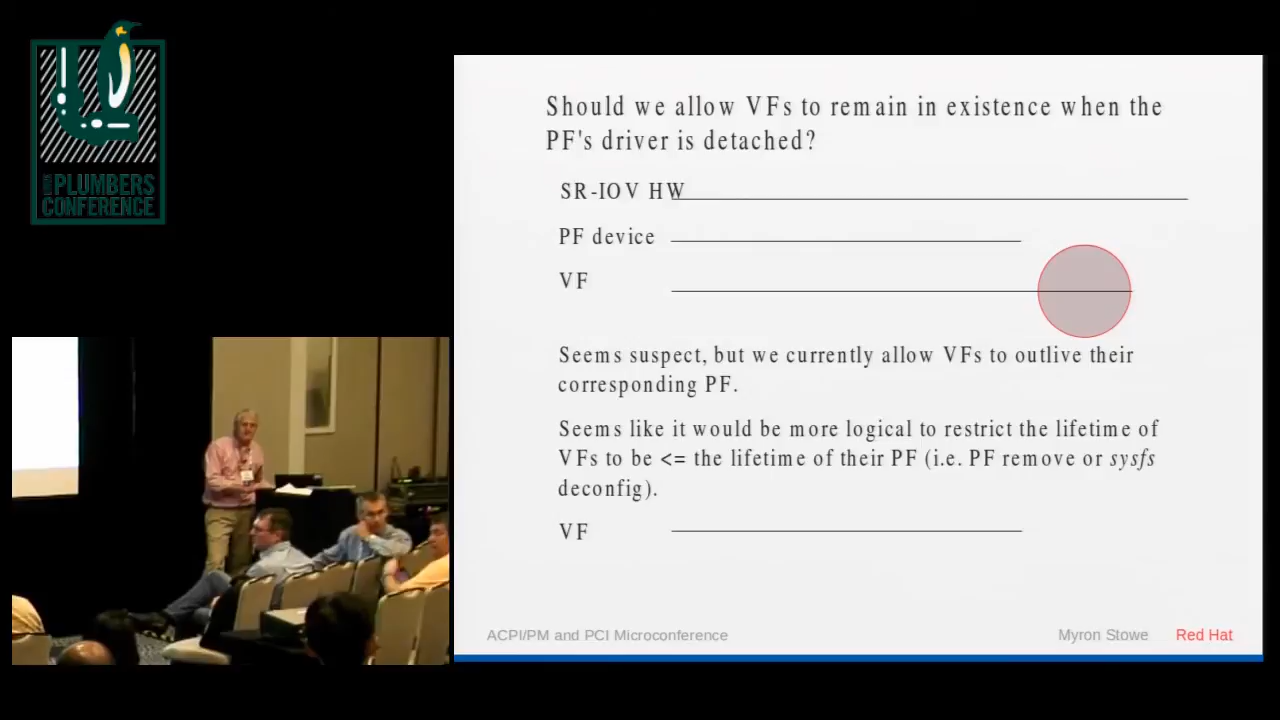 PLUMBERS
CONFERENCE
Should we allow VFs to remain in existence when the
PF's driver is detached?
SR-IOV HW
PF device
VF
Seems suspect, but we currently allow VFs to outlive their
corresponding PF.
Seems like it would be more logical to restrict the lifetime of
VFs to be <= the lifetime of their PF (i.e. PF remove or sysfs
deconfig).
VF
ACPI/PM and PCI Microconference
Myron Stowe Red Hat